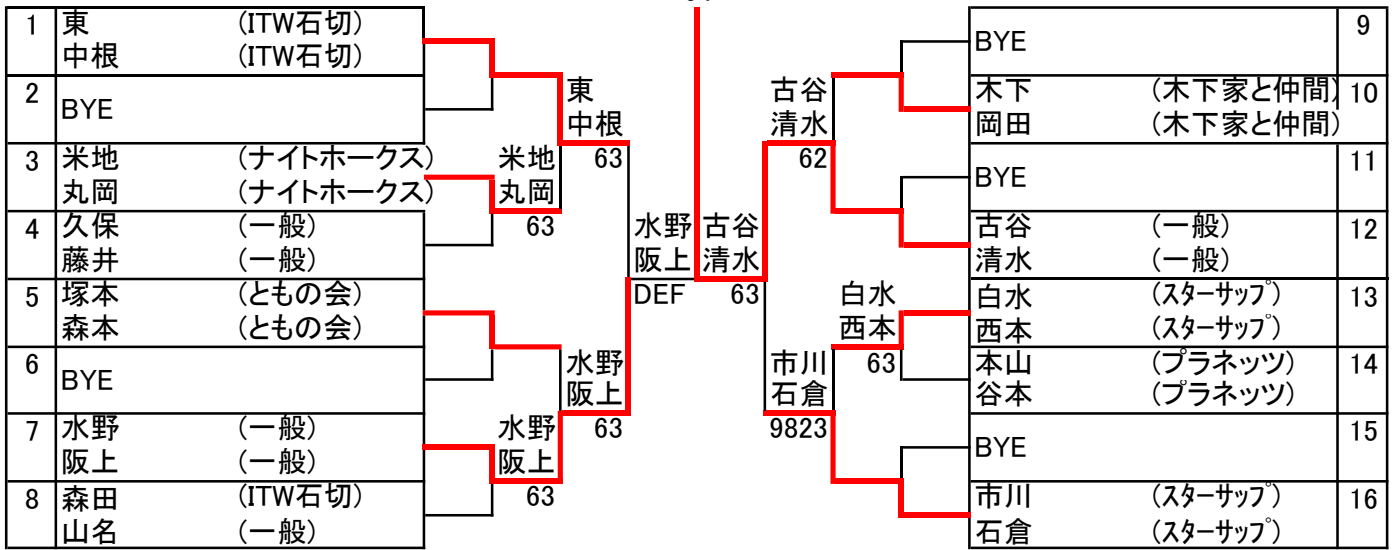 1 東 (ITW石切)
中根 (ITW石切)
2 BYE
3 米地 (ナイトホークス)
丸岡 (ナイトホークス)
4 久保 (一般)
藤井 (一般)
5 塚本 (ともの会)
森本 (ともの会)
6 BYE
7 水野 (一般)
阪上 (一般)
8 森田 (ITW石切)
山名 (一般)
米地
丸岡
63
水野
阪上
63
東
中根
63
水野
阪上
63
水野
阪上
DEF
古谷
清水
63
古谷
清水
62
市川
石倉
9823
白水
西本
63
BYE 9
木下 (木下家と仲間) 10
岡田 (木下家と仲間)
BYE 11
古谷 (一般) 12
清水 (一般)
白水 (スターサップ) 13
西本 (スターサップ)
本山 (プラネッツ) 14
谷本 (プラネッツ)
BYE 15
市川 (スターサップ) 16
石倉 (スターサップ)